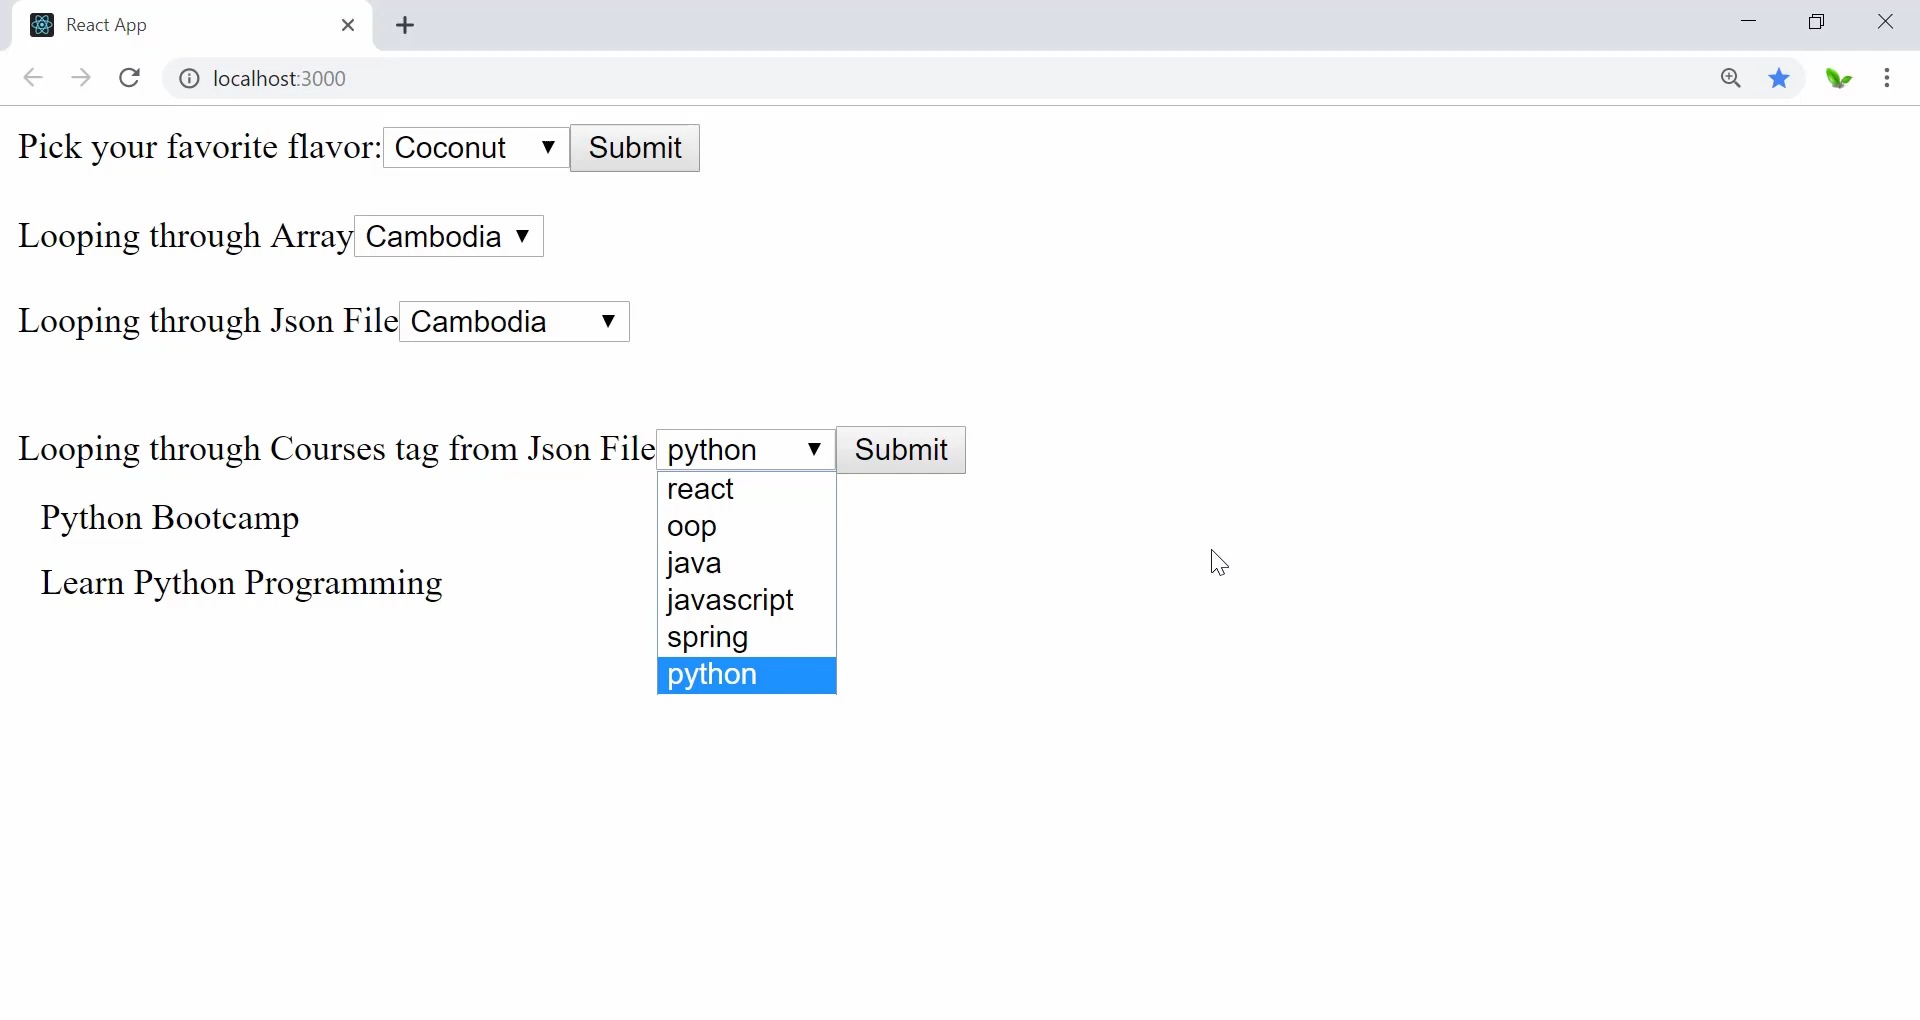 React App
localhost:3000
Pick your favorite flavor: Coconut Submit
Looping through Array Cambodia
Looping through Json File Cambodia
Looping through Courses tag from Json File python Submit
react
oop
java
javascript
spring
python
Python Bootcamp
Learn Python Programming